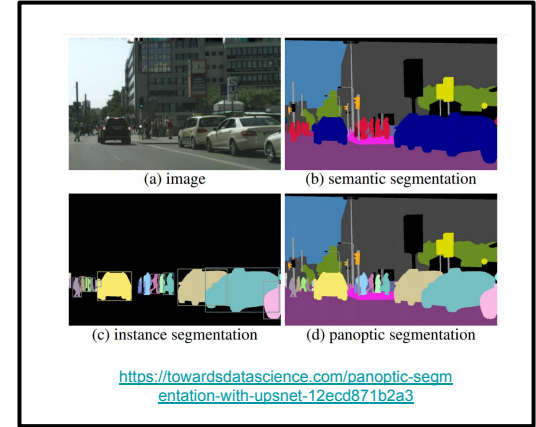 (a) image
(b) semantic segmentation
(c) instance segmentation
(d) panoptic segmentation
https://towardsdatascience.com/panoptic-segm
entation-with-upsnet-12ecd871b2a3